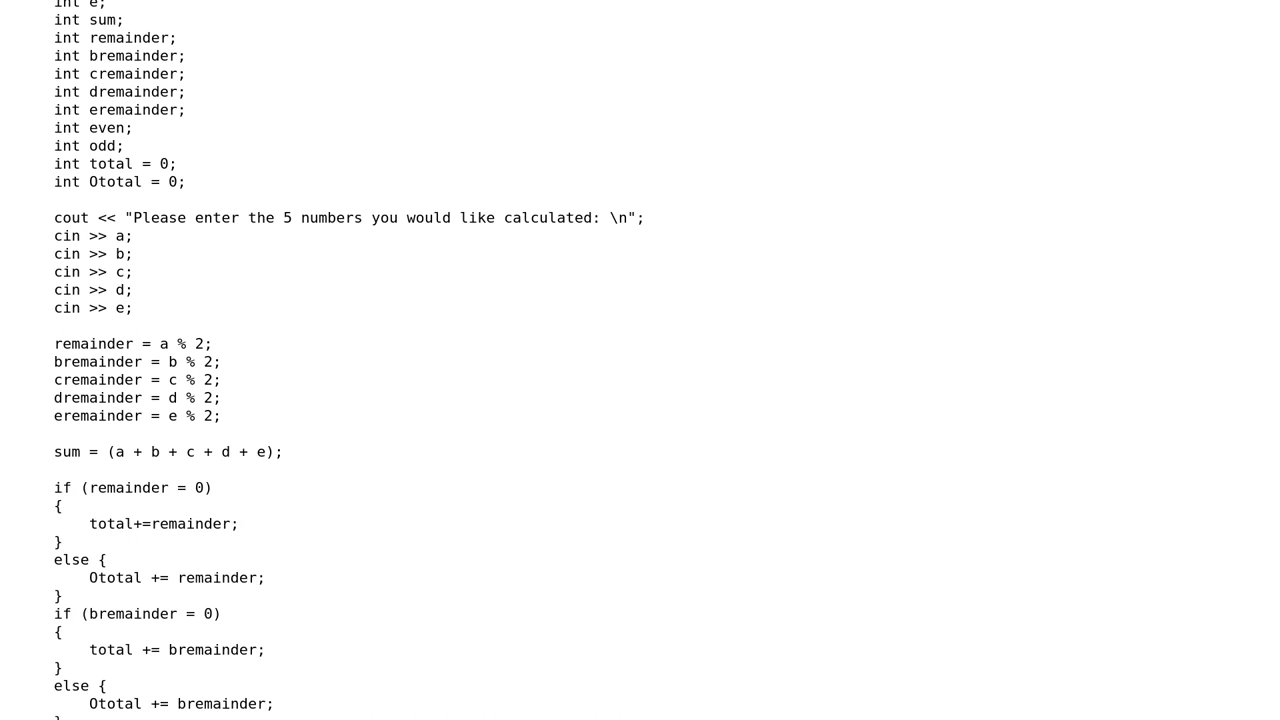 int e;
int sum;
int remainder;
int bremainder;
int cremainder;
int dremainder;
int eremainder;
int even;
int odd;
int total = 0;
int Ototal = 0;
cout << "Please enter the 5 numbers you would like calculated: \n";
cin >> a;
cin >> b;
cin >> c;
cin >> d;
cin >> e;
remainder = a % 2;
bremainder = b % 2;
cremainder = c % 2;
dremainder = d % 2;
eremainder = e % 2;
sum = (a + b + c + d + e);
if (remainder = 0)
{
total+=remainder;
}
else {
Ototal += remainder;
}
if (bremainder = 0)
{
total += bremainder;
}
else {
Ototal += bremainder;
}